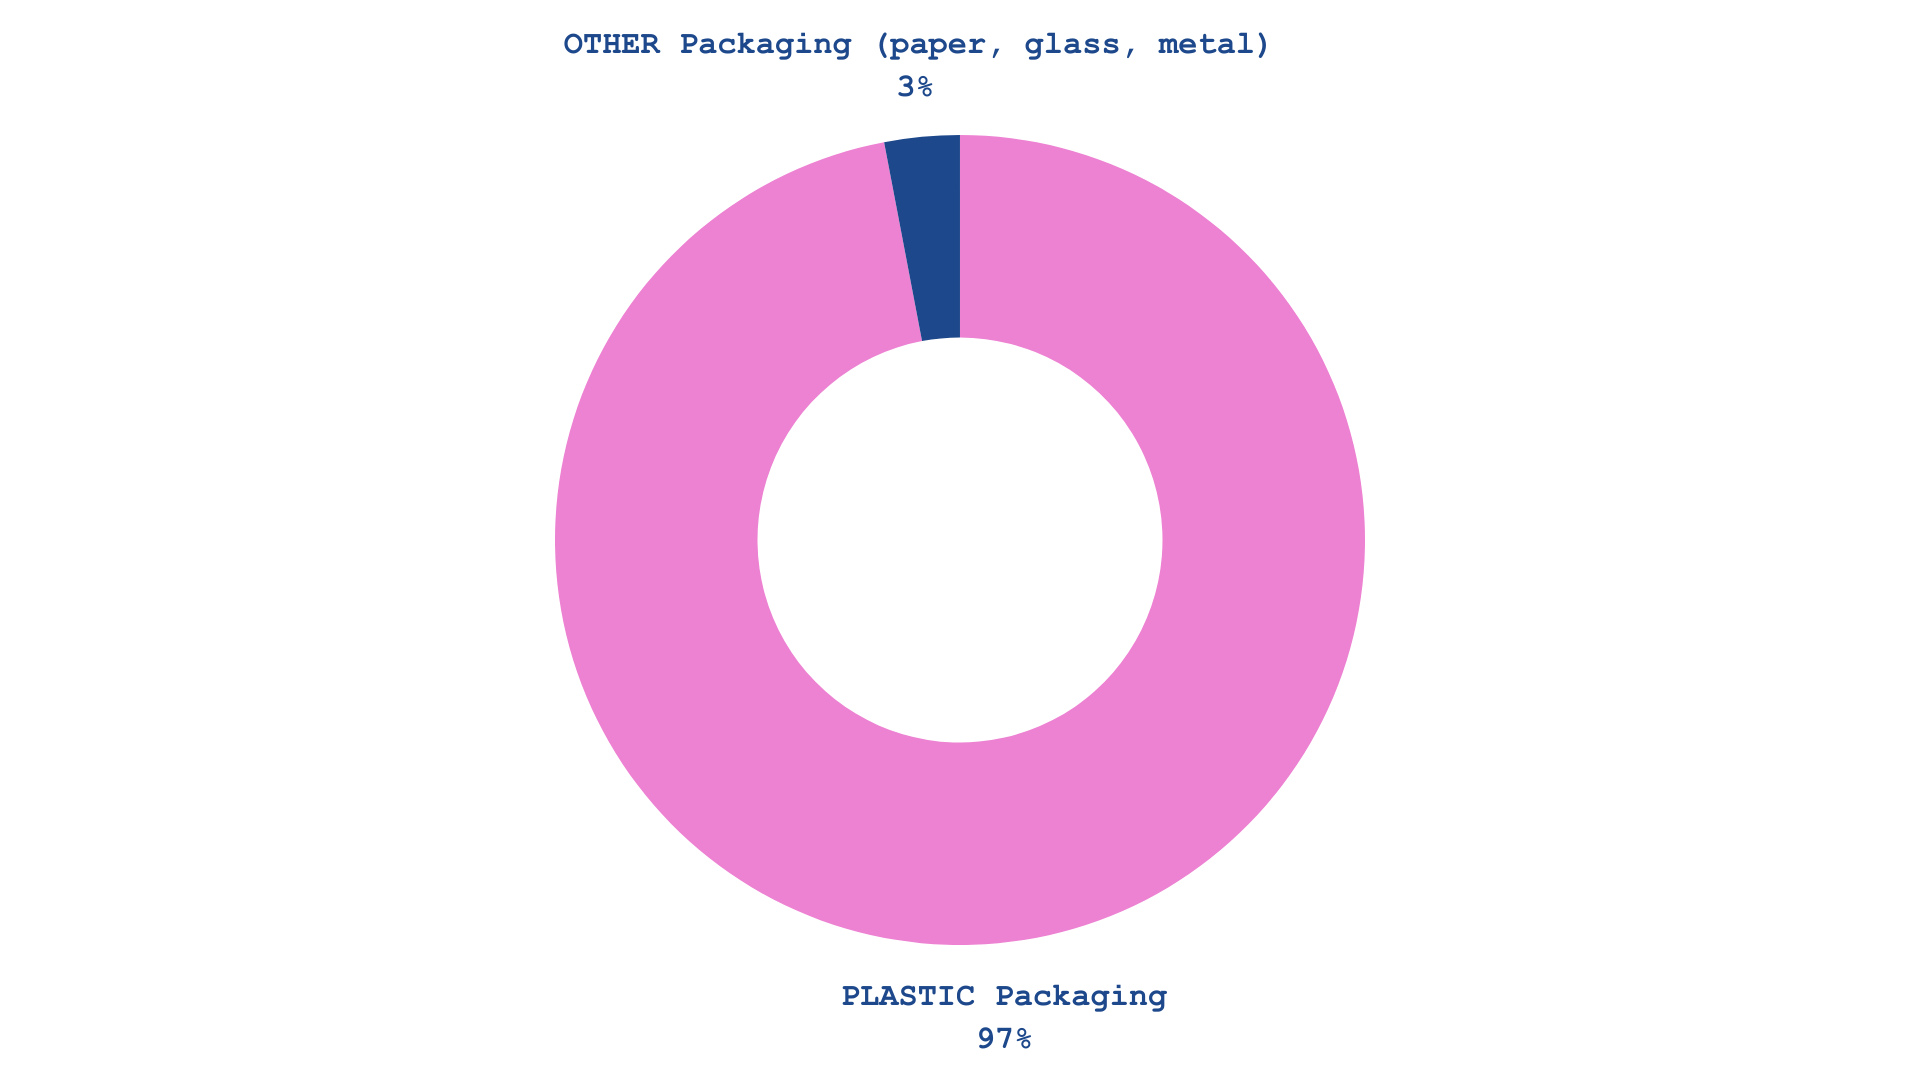 OTHER Packaging (paper, glass, metal)
3%
PLASTIC Packaging
97%